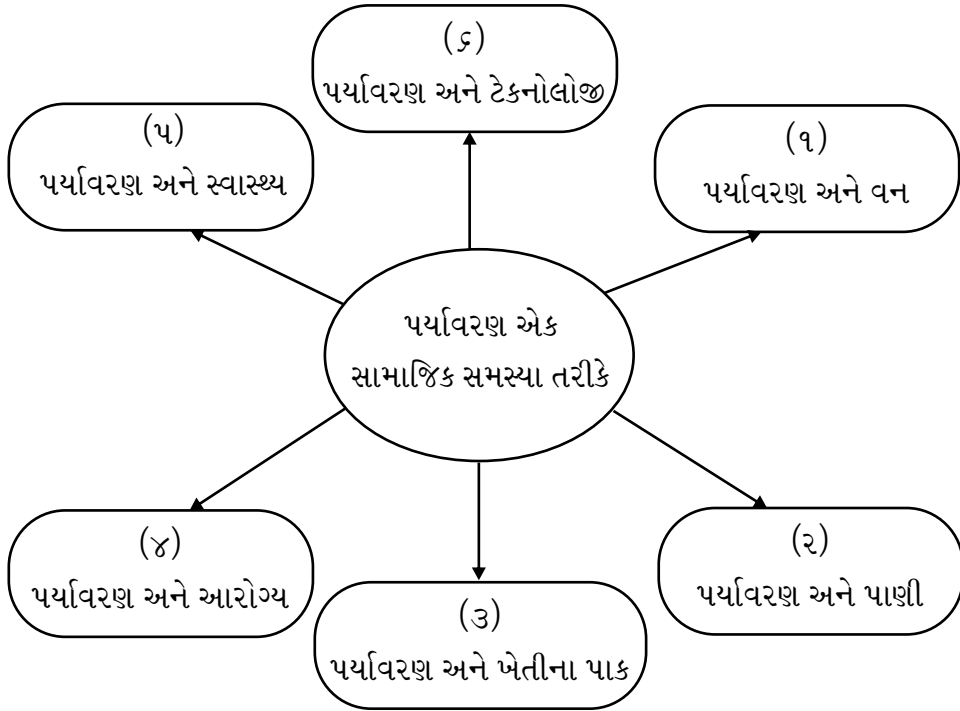 પર્યાવરણ એક
સામાજિક સમસ્યા તરીકે
(૧)
પર્યાવરણ અને વન
(૨)
પર્યાવરણ અને પાણી
(૩)
પર્યાવરણ અને ખેતીના પાક
(૪)
પર્યાવરણ અને આરોગ્ય
(૫)
પર્યાવરણ અને સ્વાસ્થ્ય
(૬)
પર્યાવરણ અને ટેકનોલોજી